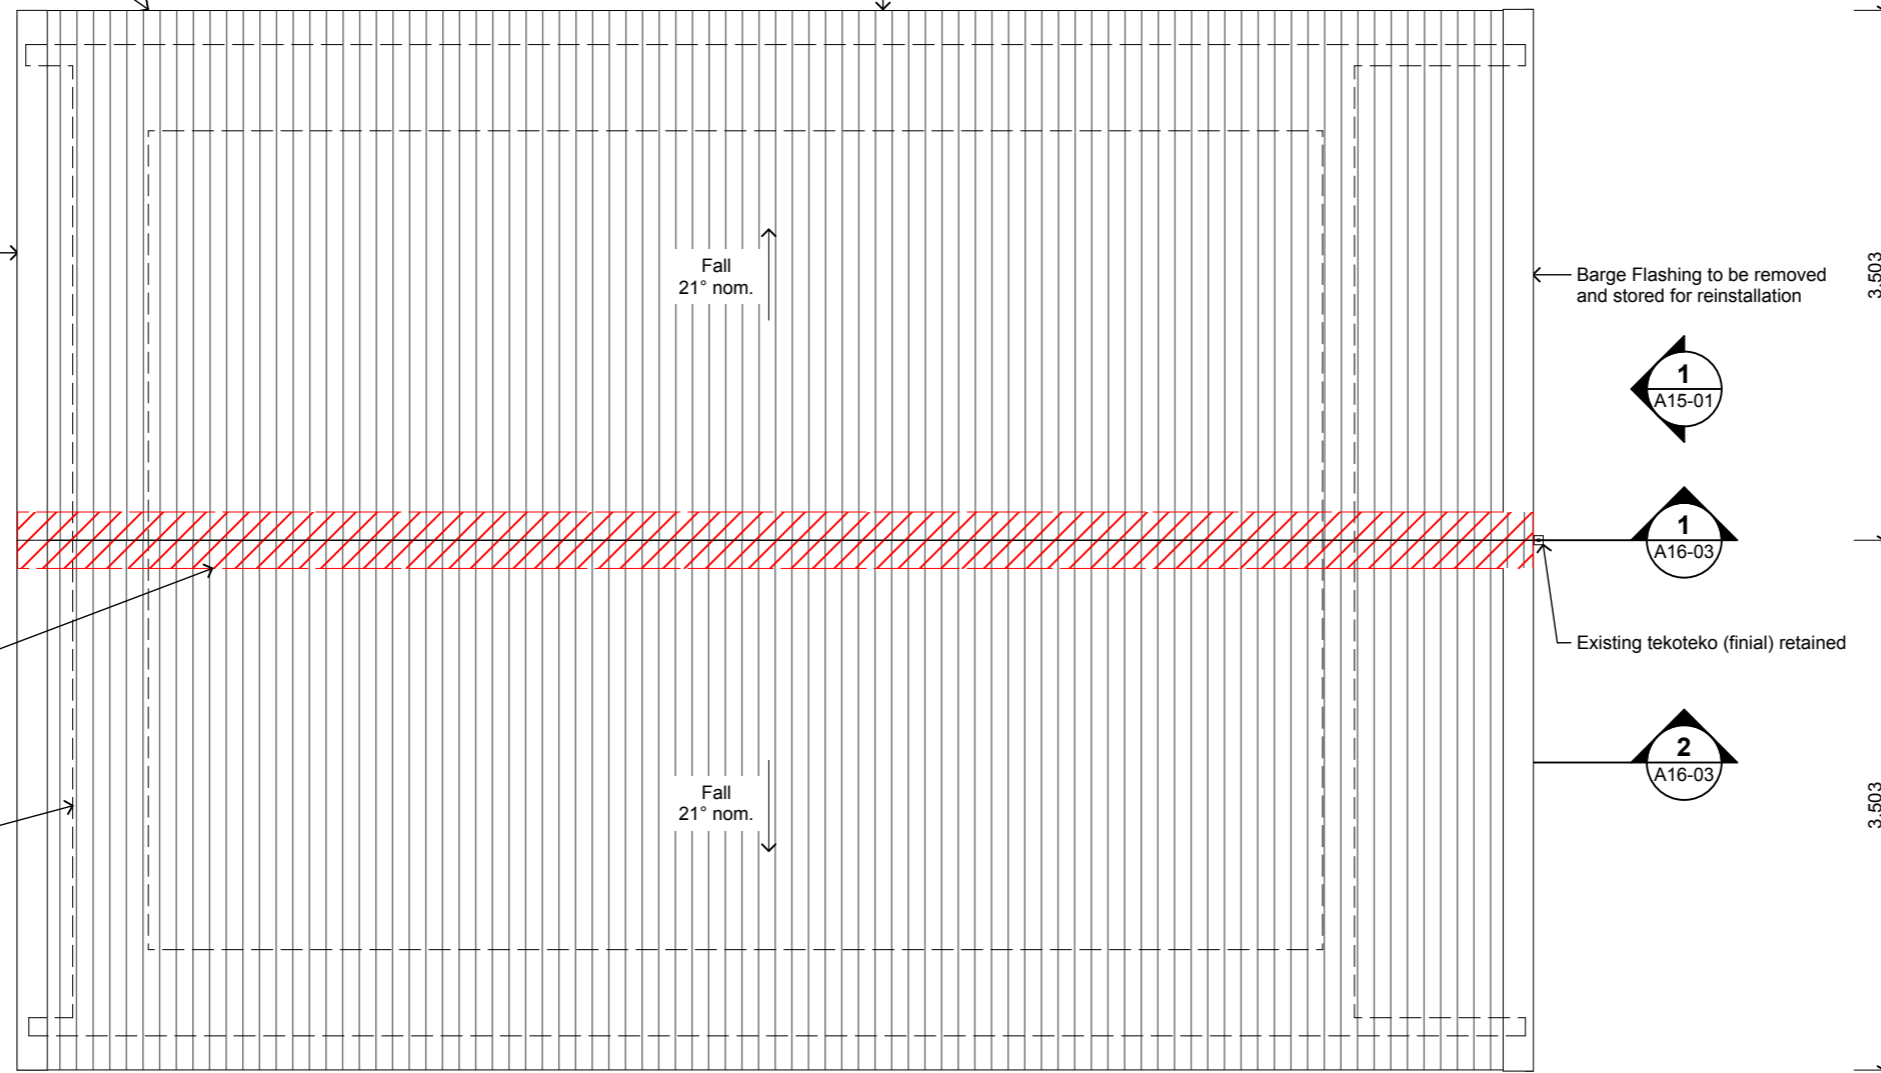 Fall
21° nom.
Barge Flashing to be removed
and stored for reinstallation
3.503
1
A15-01
1
A16-03
Existing tekoteko (finial) retained
2
A16-03
Fall
21° nom.
3.503